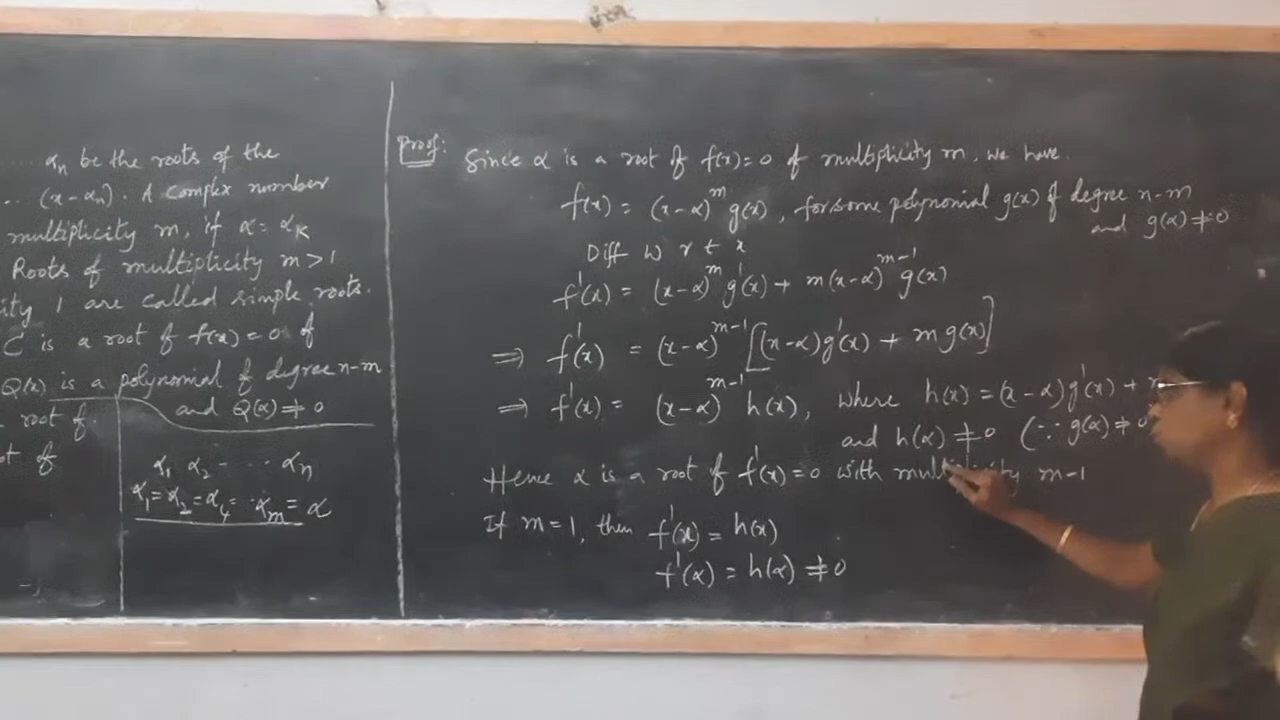 αn be the roots of the
... (x-αn). A complex number
multiplicity m, if α = αK
Roots of multiplicity m > 1
ity 1 are called simple roots.
C is a root of f(x) = 0 of
Q(x) is a polynomial of degree n-m
and Q(α) ≠ 0
root of
of
α1 α2 - ... αn
α1 = α2 = α4 = ... αm = α
Proof: Since α is a root of f(x) = 0 of multiplicity m, we have.
f(x) = (x-α)^m g(x), for some polynomial g(x) of degree n-m
and g(α) ≠ 0
Diff w r t x
f'(x) = (x-α)^m g'(x) + m(x-α)^{m-1} g(x)
⇒ f'(x) = (x-α)^{m-1} [(x-α)g'(x) + m g(x)]
⇒ f'(x) = (x-α)^{m-1} h(x), where h(x) = (x-α)g'(x) +
and h(α) ≠ 0 (∵ g(α) ≠ 0
Hence α is a root of f'(x) = 0 with multiplicity m-1
If m = 1, then f'(x) = h(x)
f'(α) = h(α) ≠ 0